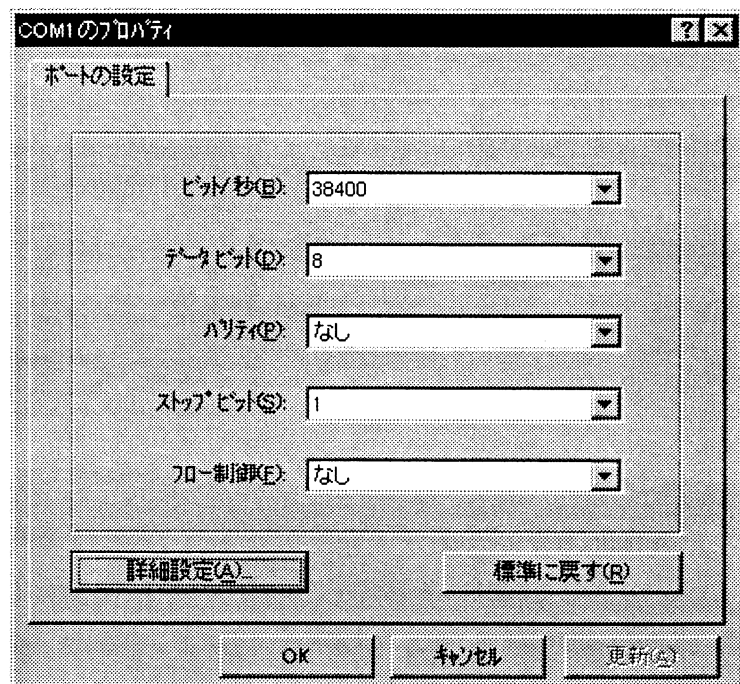 COM1のﾌﾟﾛﾊﾟﾃｨ
ﾎﾟｰﾄの設定
ﾋﾞｯﾄ/秒(B): 38400
ﾃﾞｰﾀ ﾋﾞｯﾄ(D): 8
ﾊﾟﾘﾃｨ(P): なし
ｽﾄｯﾌﾟ ﾋﾞｯﾄ(S): 1
ﾌﾛｰ制御(F): なし
詳細設定(A)... 標準に戻す(R)
OK ｷｬﾝｾﾙ 更新(A)